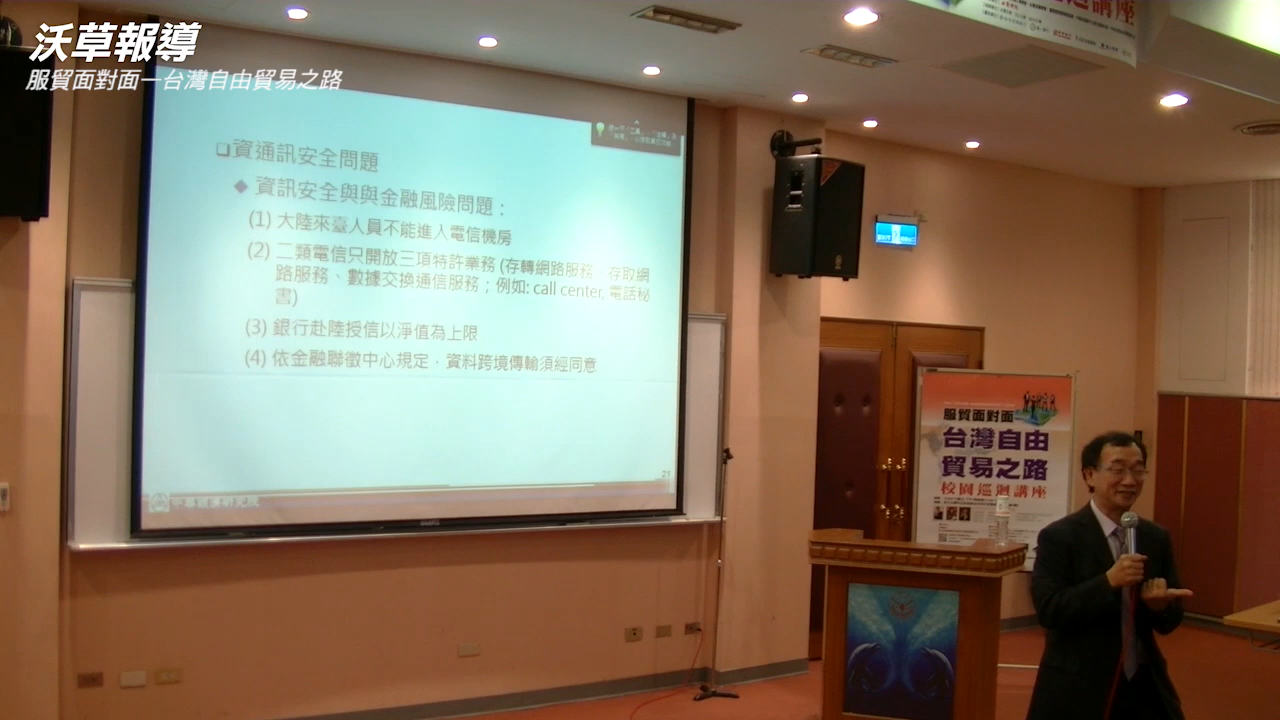 沃草報導
服貿面對面－台灣自由貿易之路
講座
❑資通訊安全問題
◆ 資訊安全與與金融風險問題：
(1) 大陸來臺人員不能進入電信機房
(2) 二類電信只開放三項特許業務 (存轉網路服務、存取網
路服務、數據交換通信服務；例如: call center, 電話秘
書)
(3) 銀行赴陸授信以淨值為上限
(4) 依金融聯徵中心規定，資料跨境傳輸須經同意
21
服貿面對面
台灣自由
貿易之路
校園巡迴講座